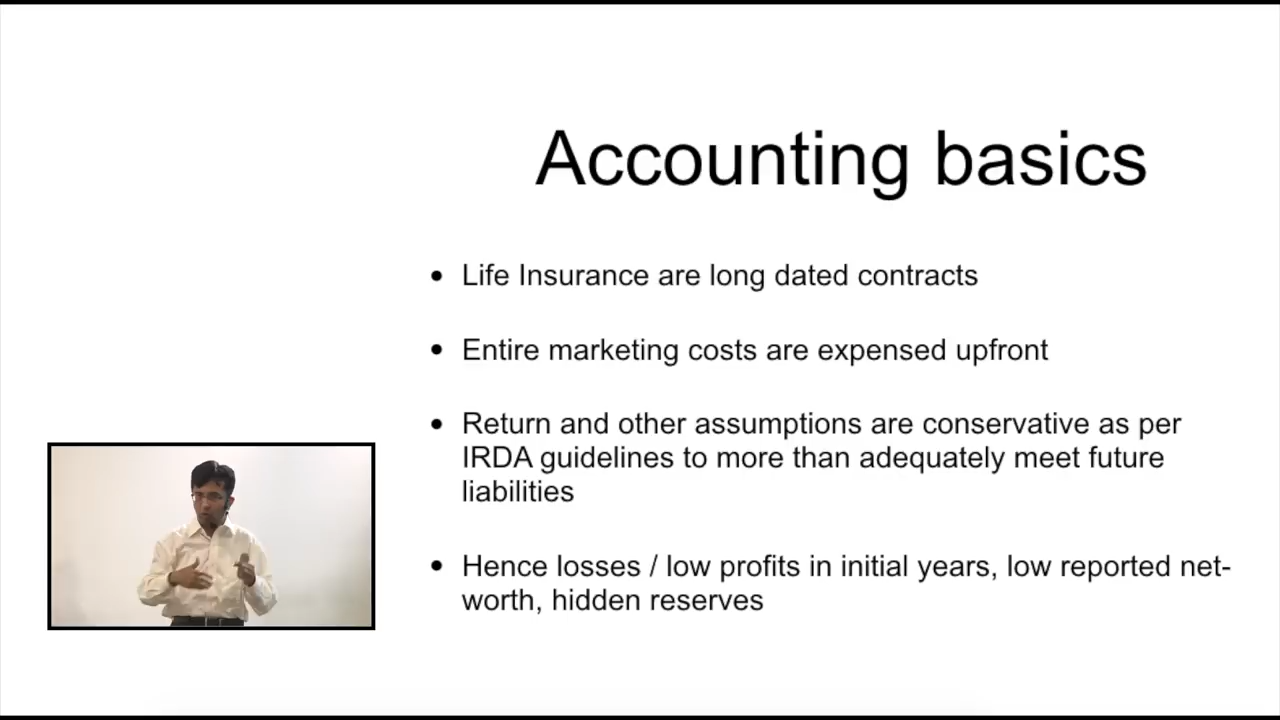 Accounting basics
• Life Insurance are long dated contracts
• Entire marketing costs are expensed upfront
• Return and other assumptions are conservative as per
IRDA guidelines to more than adequately meet future
liabilities
• Hence losses / low profits in initial years, low reported net-
worth, hidden reserves